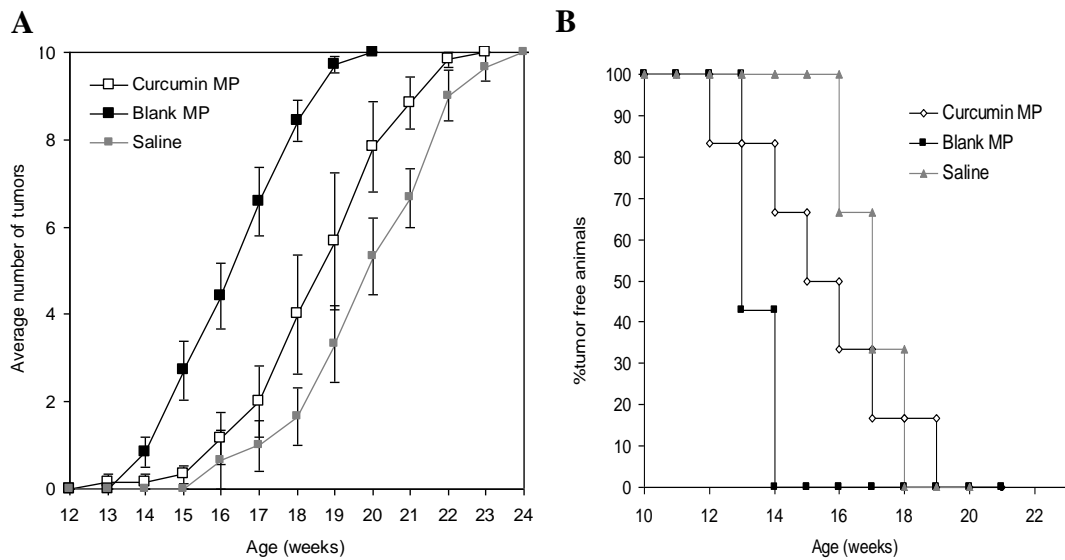 A
Average number of tumors
10
8
6
4
2
0
Curcumin MP
Blank MP
Saline
12 13 14 15 16 17 18 19 20 21 22 23 24
Age (weeks)
B
%tumor free animals
100
90
80
70
60
50
40
30
20
10
0
Curcumin MP
Blank MP
Saline
10 12 14 16 18 20 22
Age (weeks)